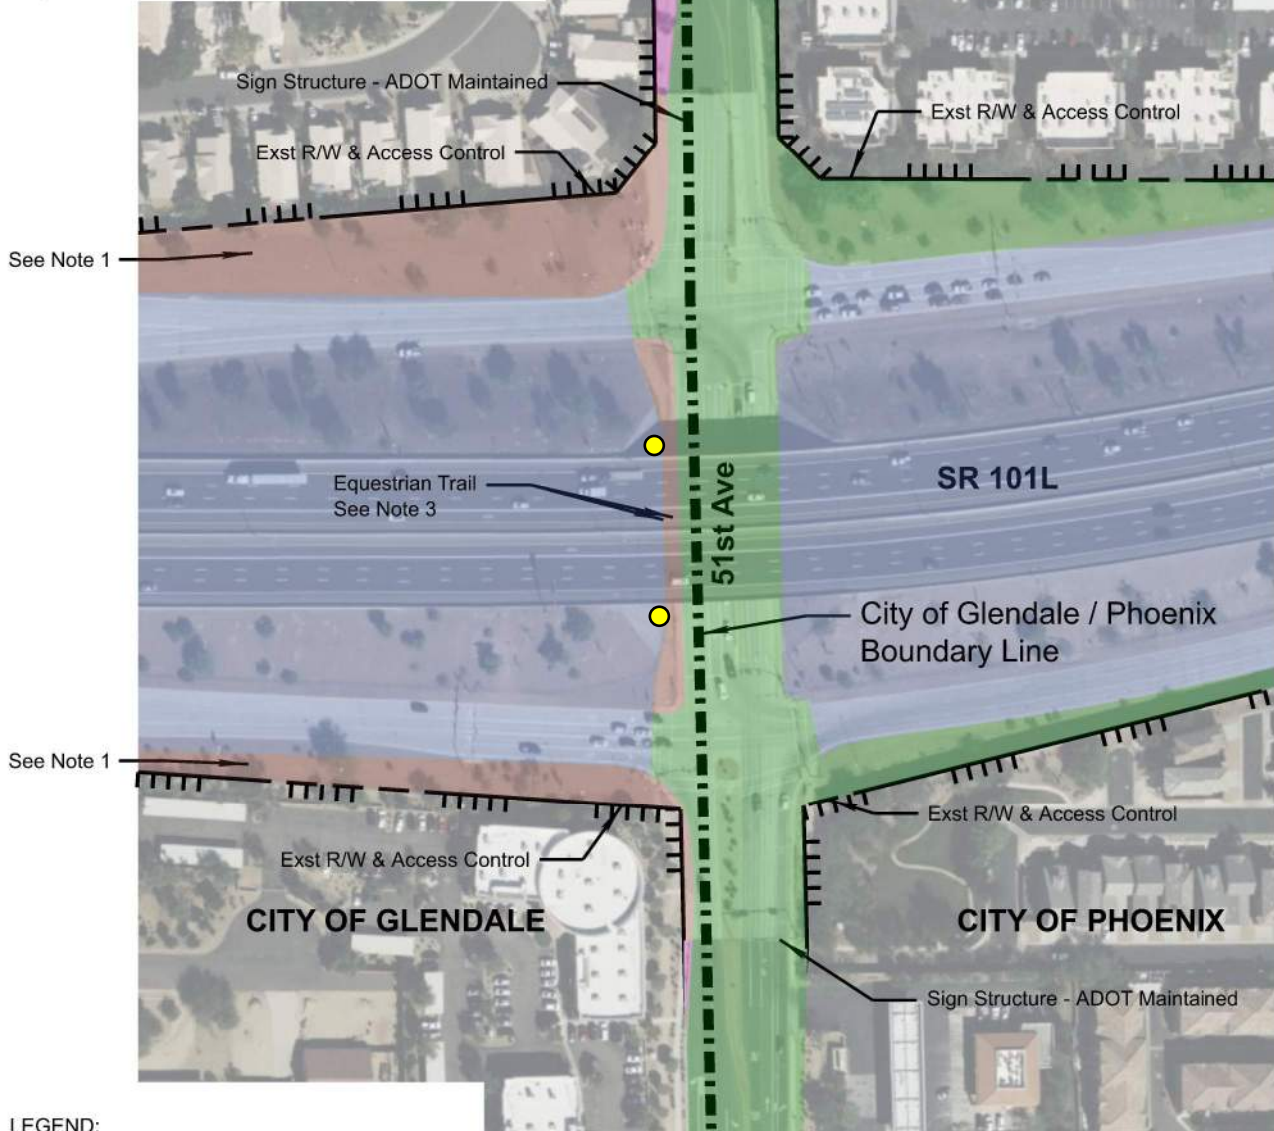 Sign Structure - ADOT Maintained
Exst R/W & Access Control
Exst R/W & Access Control
See Note 1
Equestrian Trail
See Note 3
SR 101L
51st Ave
City of Glendale / Phoenix
Boundary Line
See Note 1
Exst R/W & Access Control
Exst R/W & Access Control
CITY OF GLENDALE
CITY OF PHOENIX
Sign Structure - ADOT Maintained
LEGEND: